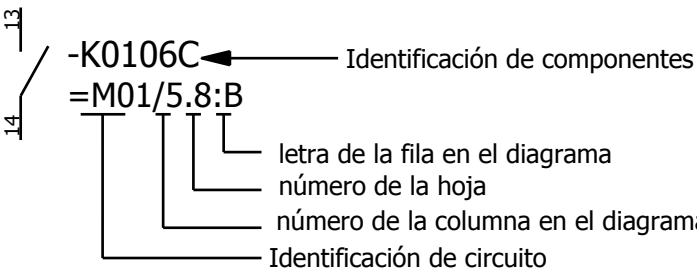 13
-K0106C
Identificación de componentes
=M01/5.8:B
14
letra de la fila en el diagrama
número de la hoja
número de la columna en el diagrama
Identificación de circuito